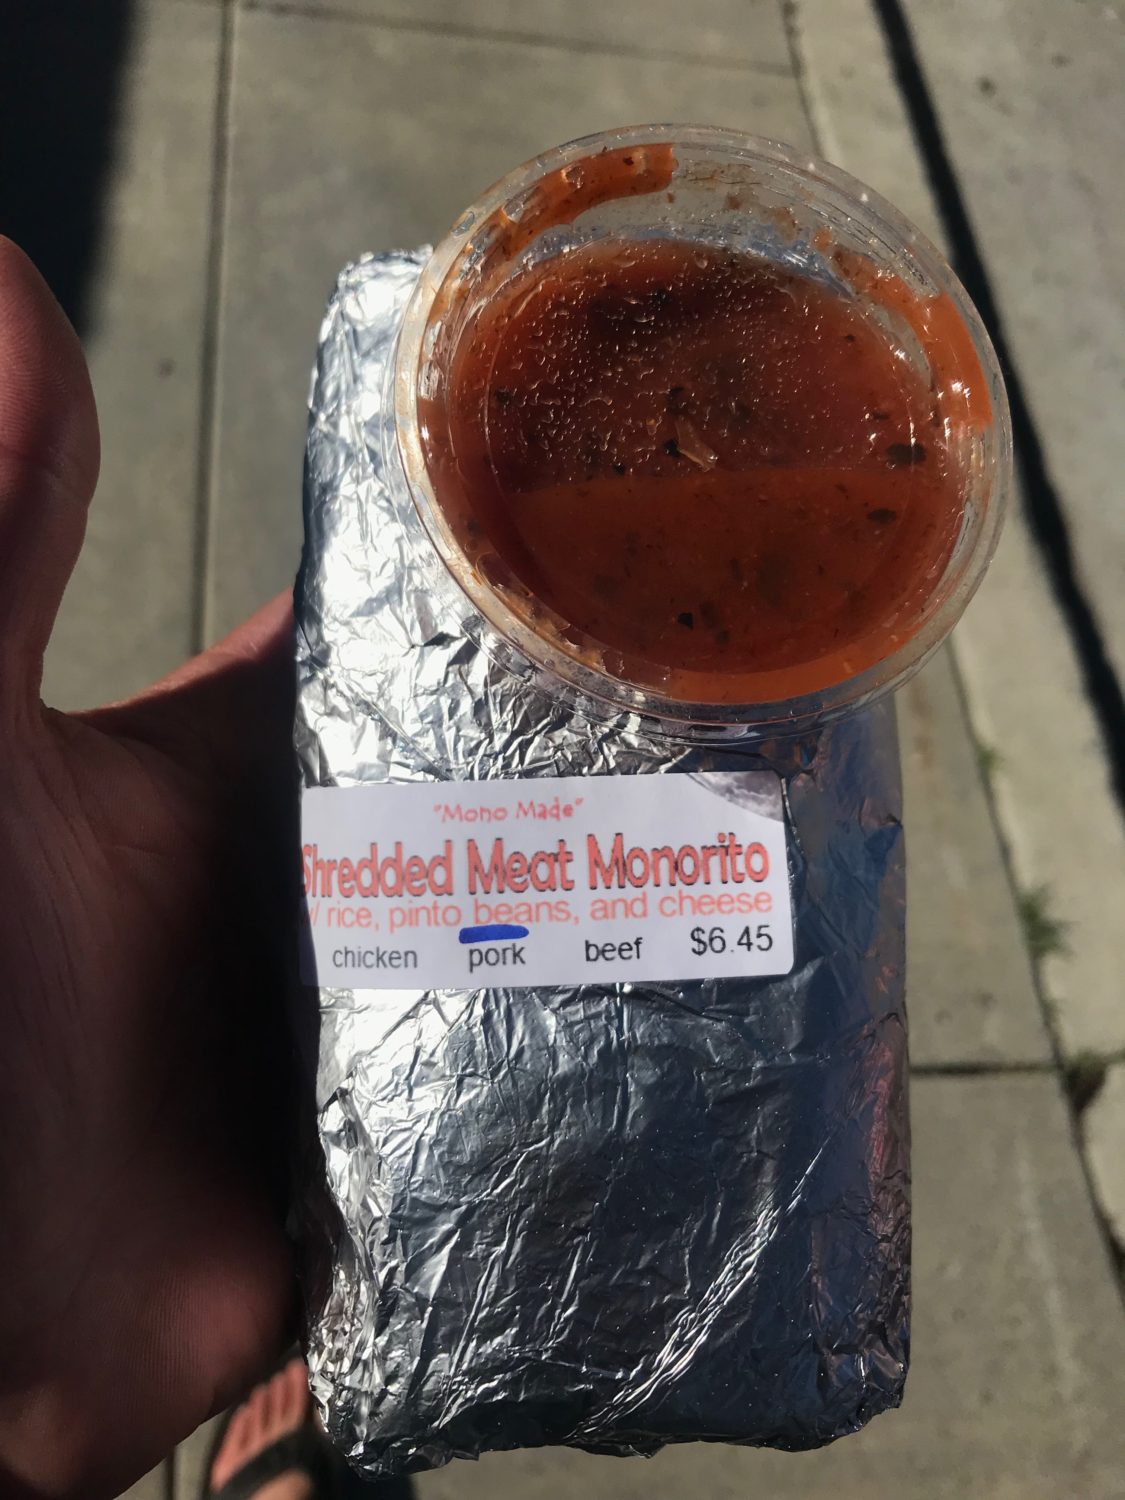 "Mono Made"
Shredded Meat Monorito
w/ rice, pinto beans, and cheese
chicken pork beef $6.45